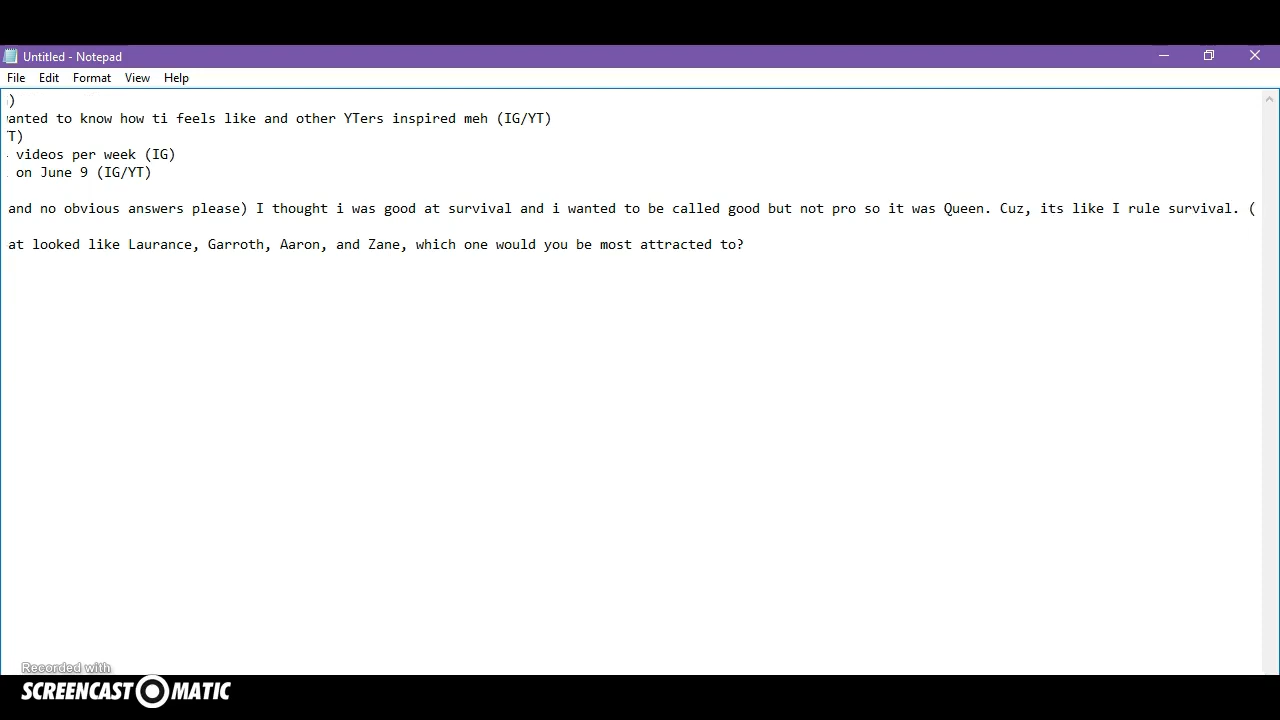 Untitled - Notepad
File Edit Format View Help
)
anted to know how ti feels like and other YTers inspired meh (IG/YT)
T)
videos per week (IG)
on June 9 (IG/YT)
and no obvious answers please) I thought i was good at survival and i wanted to be called good but not pro so it was Queen. Cuz, its like I rule survival. (
at looked like Laurance, Garroth, Aaron, and Zane, which one would you be most attracted to?
Recorded with
SCREENCAST MATIC